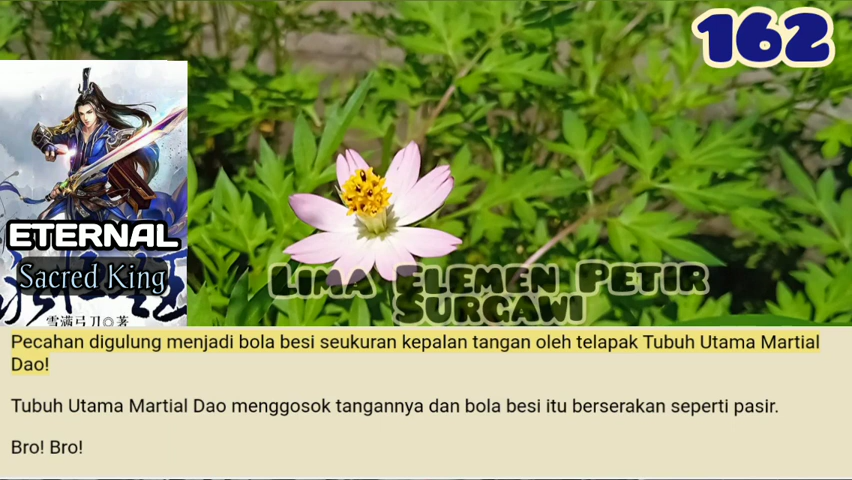 162
ETERNAL
Sacred King
雪满弓刀◎著
LIMA ELEMEN PETIR
SURGAWI
Pecahan digulung menjadi bola besi seukuran kepalan tangan oleh telapak Tubuh Utama Martial
Dao!
Tubuh Utama Martial Dao menggosok tangannya dan bola besi itu berserakan seperti pasir.
Bro! Bro!